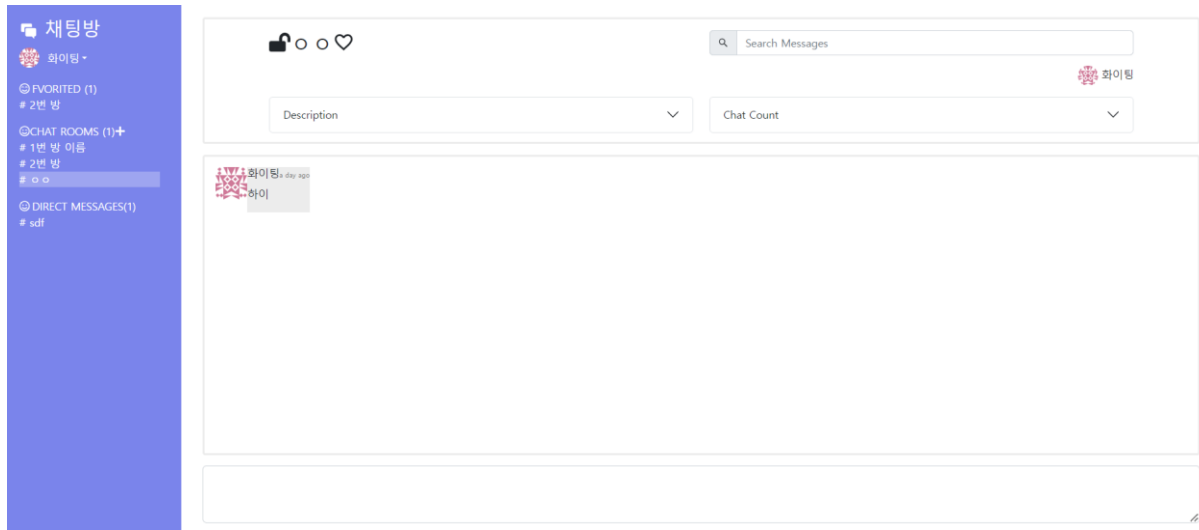 채팅방
화이팅
FVORITED (1)
# 2번 방
CHAT ROOMS (1)+
# 1번 방 이름
# 2번 방
# ㅇㅇ
DIRECT MESSAGES(1)
# sdf
ㅇㅇ
Search Messages
화이팅
Description
Chat Count
화이팅a day ago
하이